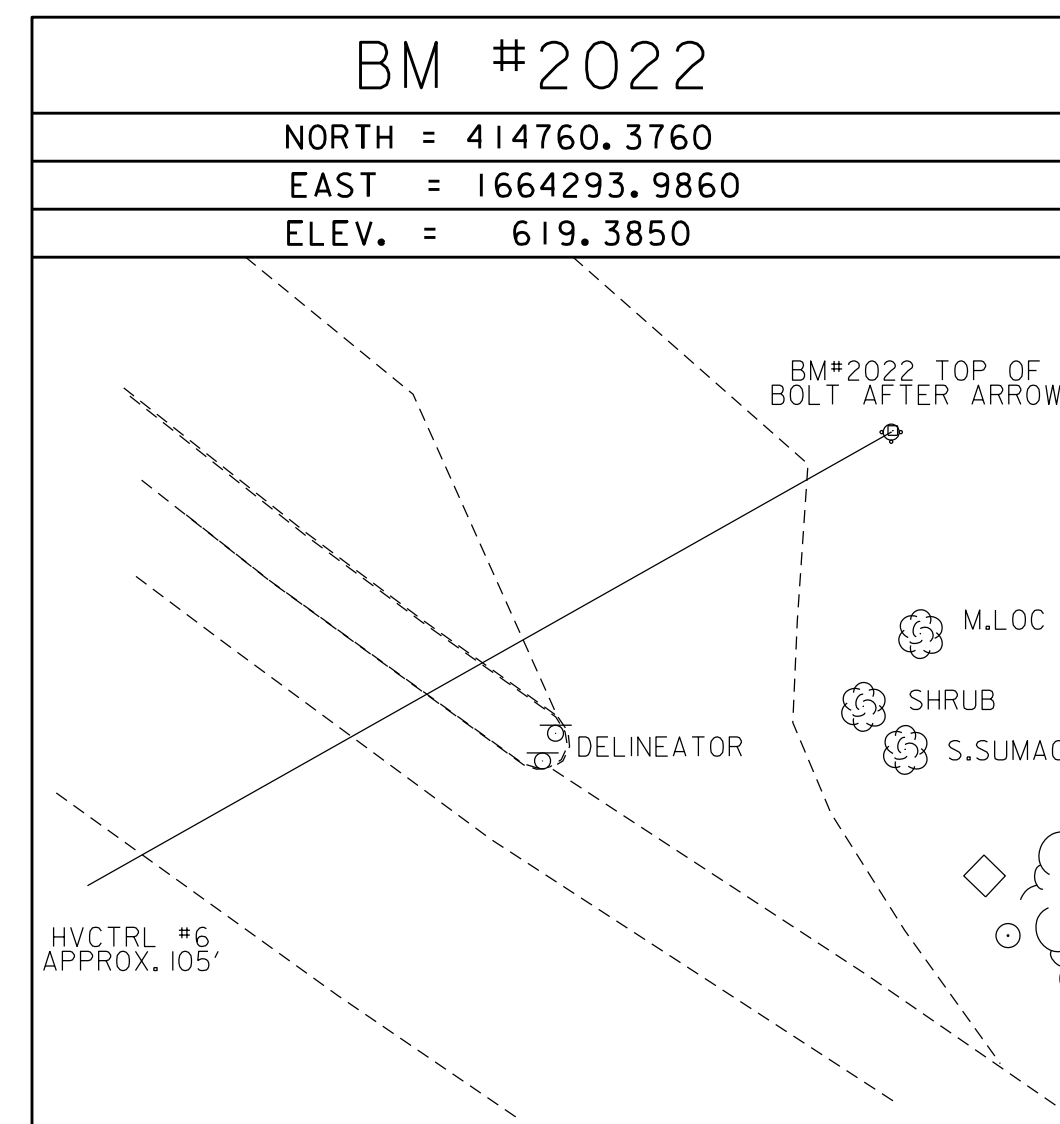 BM #2022
NORTH = 414760.3760
EAST = 1664293.9860
ELEV. = 619.3850
BM#2022 TOP OF
BOLT AFTER ARROW
M.LOC
SHRUB
DELINEATOR
S.SUMAC
HVCTRL #6
APPROX. 105'